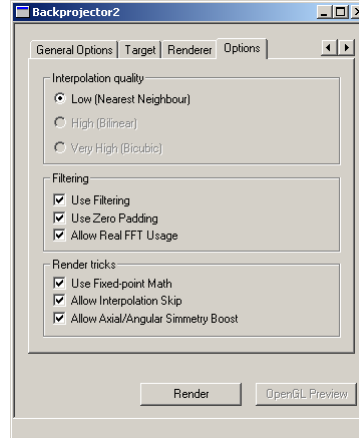 Backprojector2
General Options Target Renderer Options
Interpolation quality
Low (Nearest Neighbour)
High (Bilinear)
Very High (Bicubic)
Filtering
Use Filtering
Use Zero Padding
Allow Real FFT Usage
Render tricks
Use Fixed-point Math
Allow Interpolation Skip
Allow Axial/Angular Simmetry Boost
Render OpenGL Preview